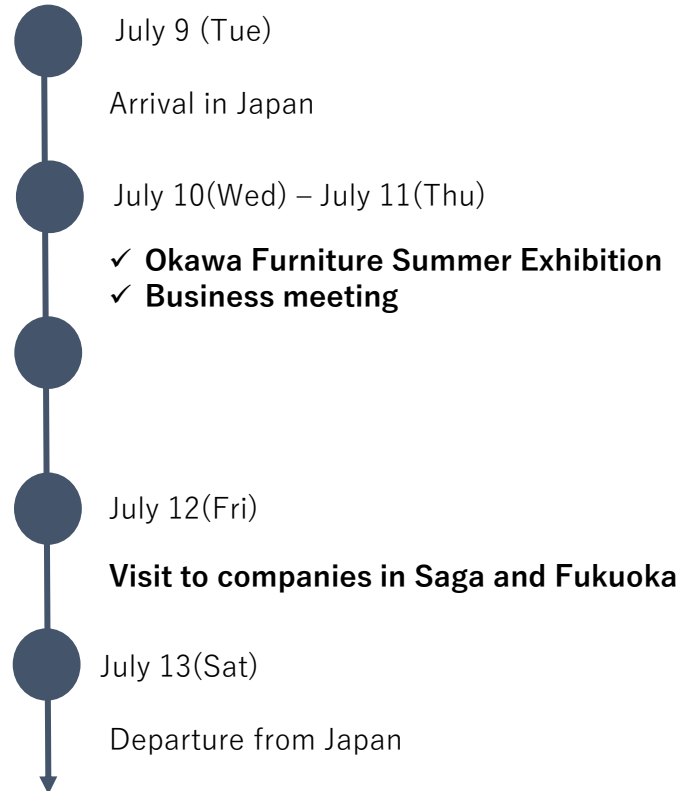 July 9 (Tue)
Arrival in Japan
July 10(Wed) – July 11(Thu)
✓ Okawa Furniture Summer Exhibition
✓ Business meeting
July 12(Fri)
Visit to companies in Saga and Fukuoka
July 13(Sat)
Departure from Japan